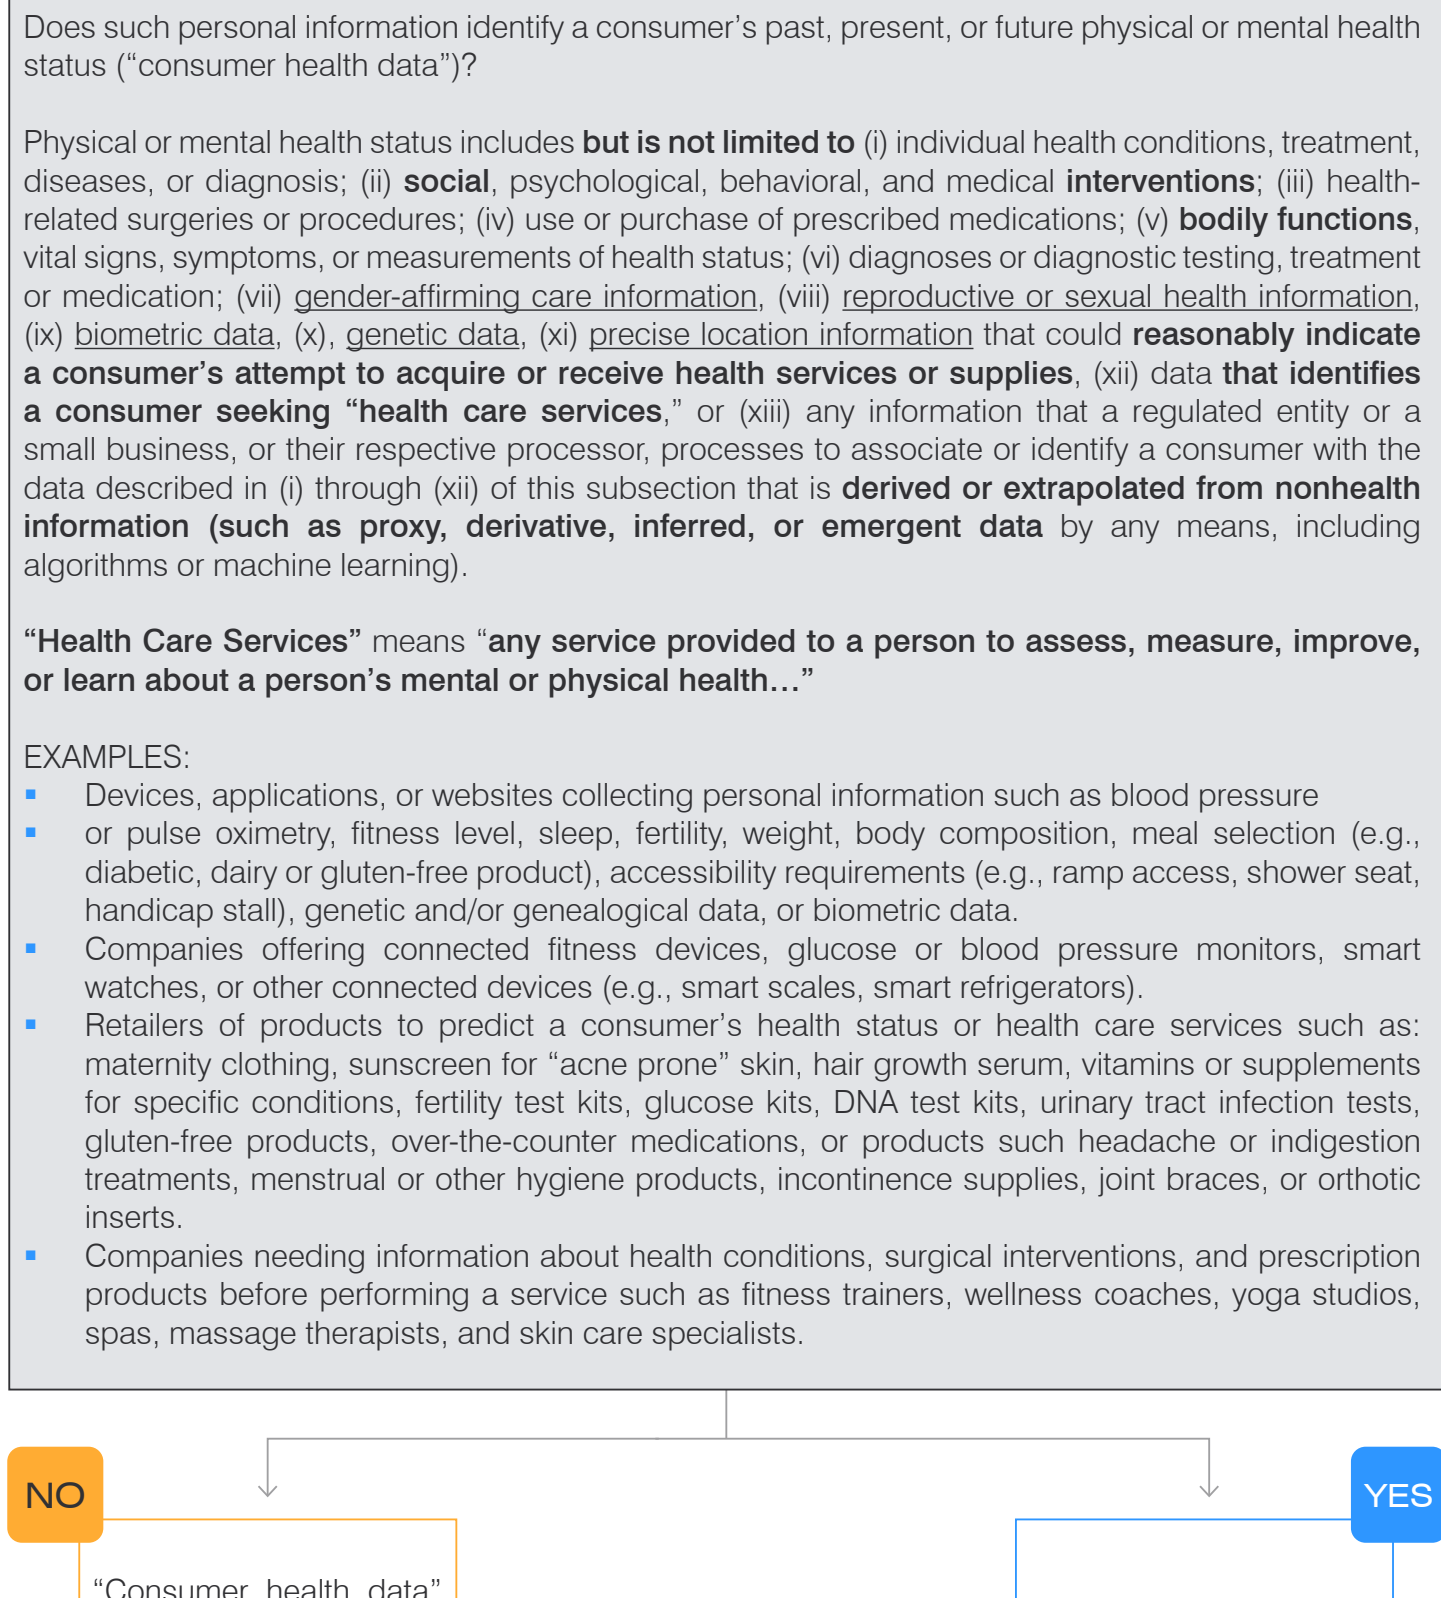 Does such personal information identify a consumer’s past, present, or future physical or mental health
status (“consumer health data”)?
Physical or mental health status includes but is not limited to (i) individual health conditions, treatment,
diseases, or diagnosis; (ii) social, psychological, behavioral, and medical interventions; (iii) health-
related surgeries or procedures; (iv) use or purchase of prescribed medications; (v) bodily functions,
vital signs, symptoms, or measurements of health status; (vi) diagnoses or diagnostic testing, treatment
or medication; (vii) gender-affirming care information, (viii) reproductive or sexual health information,
(ix) biometric data, (x), genetic data, (xi) precise location information that could reasonably indicate
a consumer’s attempt to acquire or receive health services or supplies, (xii) data that identifies
a consumer seeking “health care services,” or (xiii) any information that a regulated entity or a
small business, or their respective processor, processes to associate or identify a consumer with the
data described in (i) through (xii) of this subsection that is derived or extrapolated from nonhealth
information (such as proxy, derivative, inferred, or emergent data by any means, including
algorithms or machine learning).
“Health Care Services” means “any service provided to a person to assess, measure, improve,
or learn about a person’s mental or physical health…”
EXAMPLES:
▪ Devices, applications, or websites collecting personal information such as blood pressure
▪ or pulse oximetry, fitness level, sleep, fertility, weight, body composition, meal selection (e.g.,
diabetic, dairy or gluten-free product), accessibility requirements (e.g., ramp access, shower seat,
handicap stall), genetic and/or genealogical data, or biometric data.
▪ Companies offering connected fitness devices, glucose or blood pressure monitors, smart
watches, or other connected devices (e.g., smart scales, smart refrigerators).
▪ Retailers of products to predict a consumer’s health status or health care services such as:
maternity clothing, sunscreen for “acne prone” skin, hair growth serum, vitamins or supplements
for specific conditions, fertility test kits, glucose kits, DNA test kits, urinary tract infection tests,
gluten-free products, over-the-counter medications, or products such headache or indigestion
treatments, menstrual or other hygiene products, incontinence supplies, joint braces, or orthotic
inserts.
▪ Companies needing information about health conditions, surgical interventions, and prescription
products before performing a service such as fitness trainers, wellness coaches, yoga studios,
spas, massage therapists, and skin care specialists.
NO
YES
“Consumer health data”